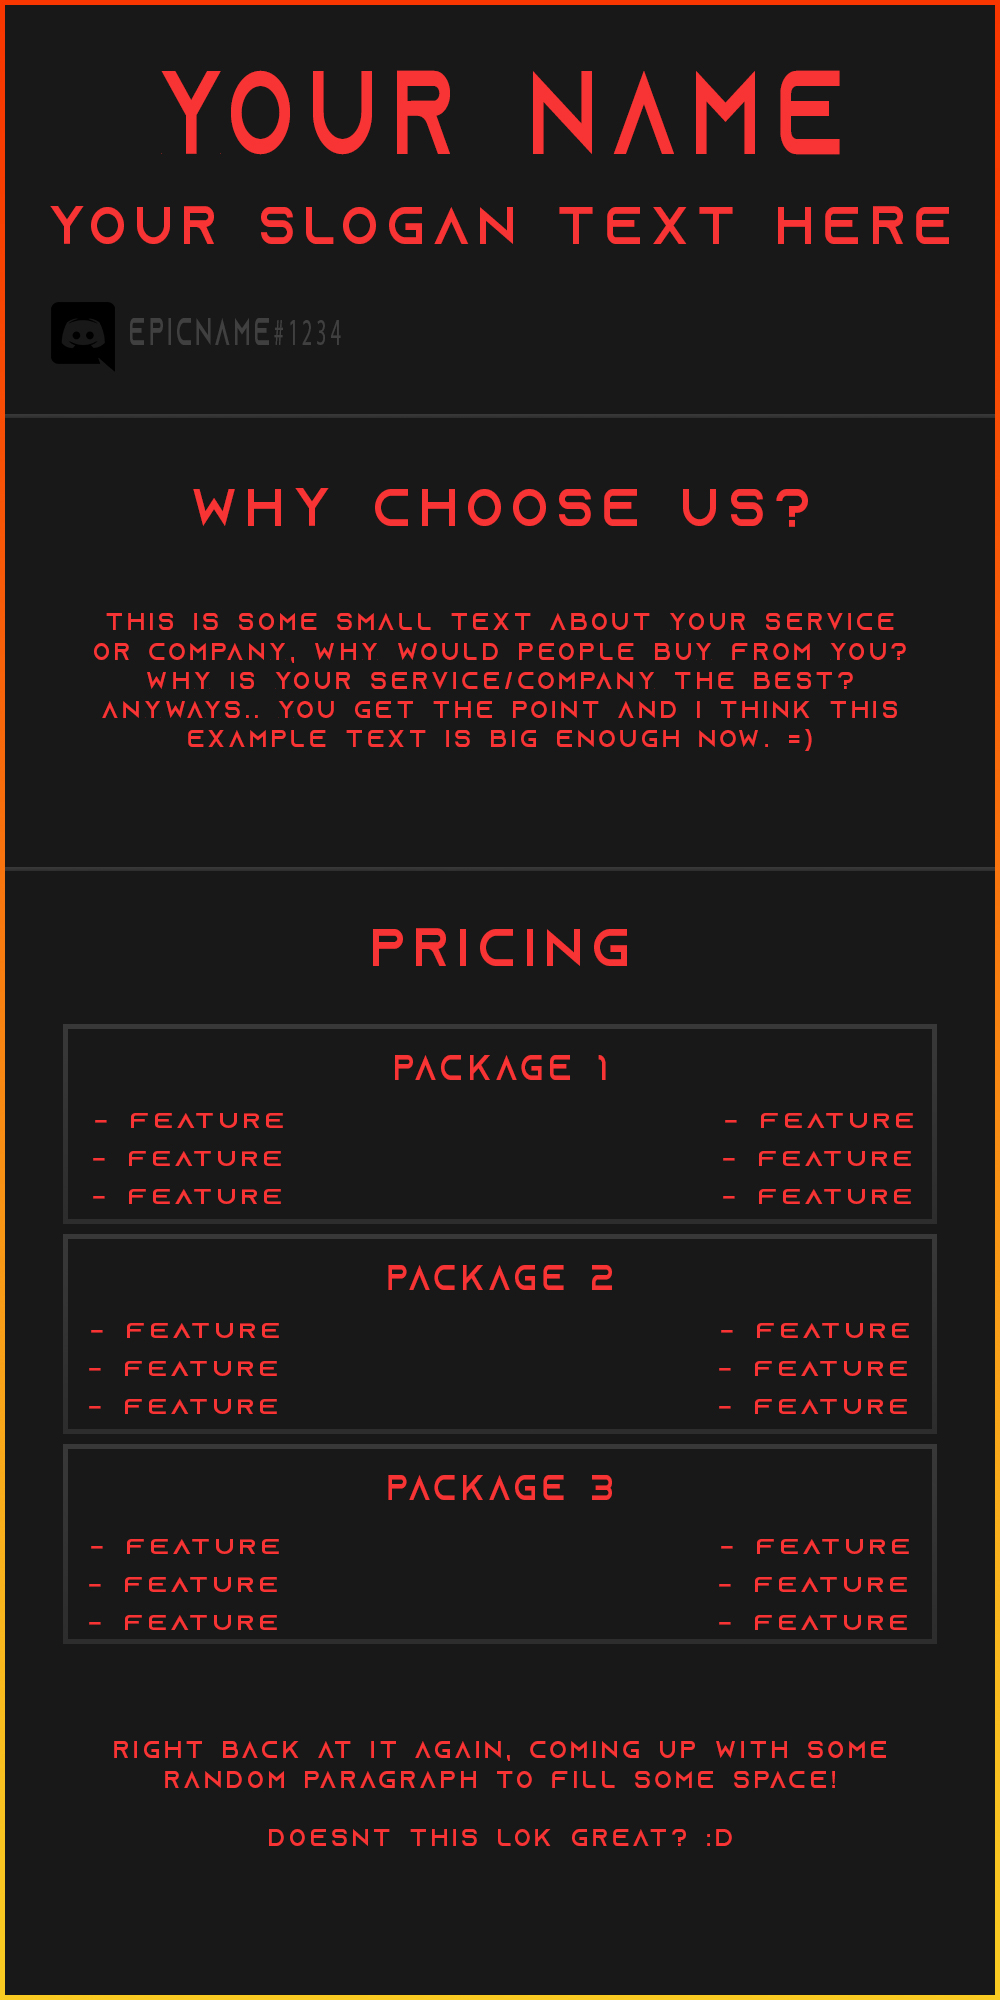 YOUR NAME
YOUR SLOGAN TEXT HERE
EPICNAME#1234
WHY CHOOSE US?
THIS IS SOME SMALL TEXT ABOUT YOUR SERVICE
OR COMPANY, WHY WOULD PEOPLE BUY FROM YOU?
WHY IS YOUR SERVICE/COMPANY THE BEST?
ANYWAYS.. YOU GET THE POINT AND I THINK THIS
EXAMPLE TEXT IS BIG ENOUGH NOW. =)
PRICING
PACKAGE 1
- FEATURE
- FEATURE
- FEATURE
- FEATURE
- FEATURE
- FEATURE
PACKAGE 2
- FEATURE
- FEATURE
- FEATURE
- FEATURE
- FEATURE
- FEATURE
PACKAGE 3
- FEATURE
- FEATURE
- FEATURE
- FEATURE
- FEATURE
- FEATURE
RIGHT BACK AT IT AGAIN, COMING UP WITH SOME
RANDOM PARAGRAPH TO FILL SOME SPACE!
DOESNT THIS LOK GREAT? :D